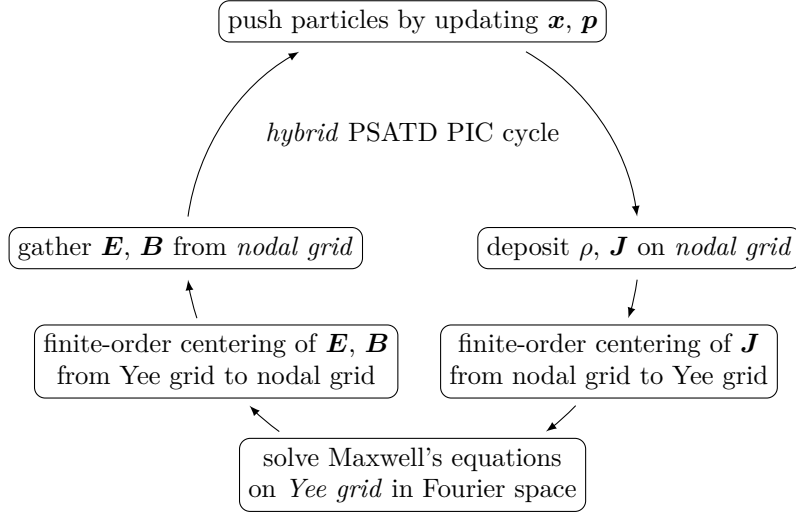 push particles by updating x, p
hybrid PSATD PIC cycle
gather E, B from nodal grid
deposit ρ, J on nodal grid
finite-order centering of E, B
from Yee grid to nodal grid
finite-order centering of J
from nodal grid to Yee grid
solve Maxwell's equations
on Yee grid in Fourier space